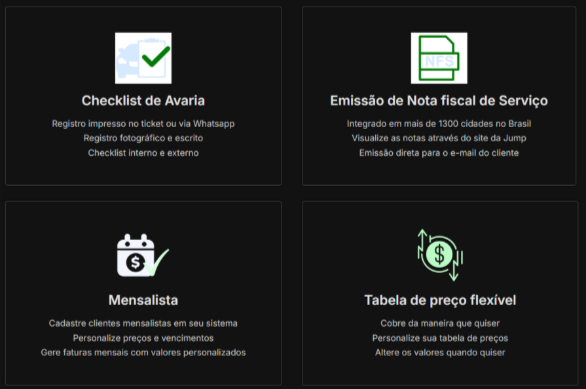 Checklist de Avaria
Registro impresso no ticket ou via Whatsapp
Registro fotográfico e escrito
Checklist interno e externo
NFS
Emissão de Nota fiscal de Serviço
Integrado em mais de 1300 cidades no Brasil
Visualize as notas através do site da Jump
Emissão direta para o e-mail do cliente
$
Mensalista
Cadastre clientes mensalistas em seu sistema
Personalize preços e vencimentos
Gere faturas mensais com valores personalizados
$
Tabela de preço flexível
Cobre da maneira que quiser
Personalize sua tabela de preços
Altere os valores quando quiser